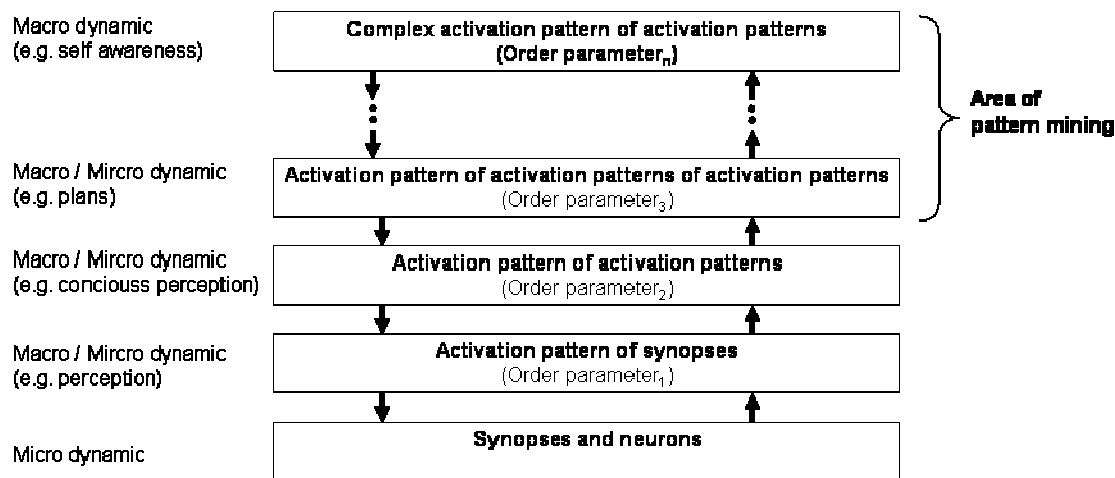 Macro dynamic
(e.g. self awareness)
Complex activation pattern of activation patterns
(Order parameterₙ)
Area of
pattern mining
Macro / Mircro dynamic
(e.g. plans)
Activation pattern of activation patterns of activation patterns
(Order parameter₃)
Macro / Mircro dynamic
(e.g. conciouss perception)
Activation pattern of activation patterns
(Order parameter₂)
Macro / Mircro dynamic
(e.g. perception)
Activation pattern of synopses
(Order parameter₁)
Micro dynamic
Synopses and neurons